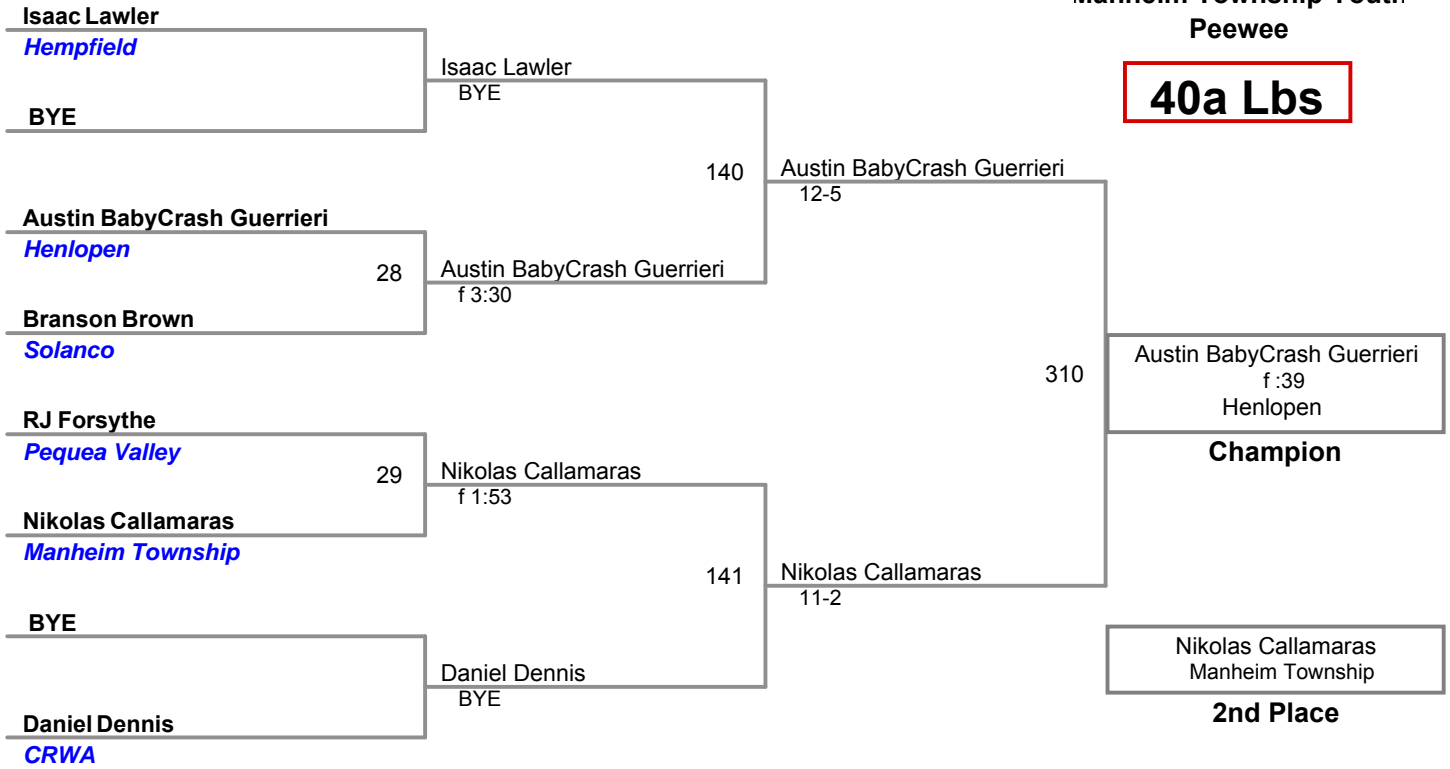 Manheim Township Youth
Peewee
40a Lbs
Isaac Lawler
Hempfield
BYE
Isaac Lawler
BYE
Austin BabyCrash Guerrieri
Henlopen
28
Branson Brown
Solanco
Austin BabyCrash Guerrieri
f 3:30
140
Austin BabyCrash Guerrieri
12-5
RJ Forsythe
Pequea Valley
29
Nikolas Callamaras
Manheim Township
Nikolas Callamaras
f 1:53
BYE
Daniel Dennis
CRWA
Daniel Dennis
BYE
141
Nikolas Callamaras
11-2
310
Austin BabyCrash Guerrieri
f :39
Henlopen
Champion
Nikolas Callamaras
Manheim Township
2nd Place